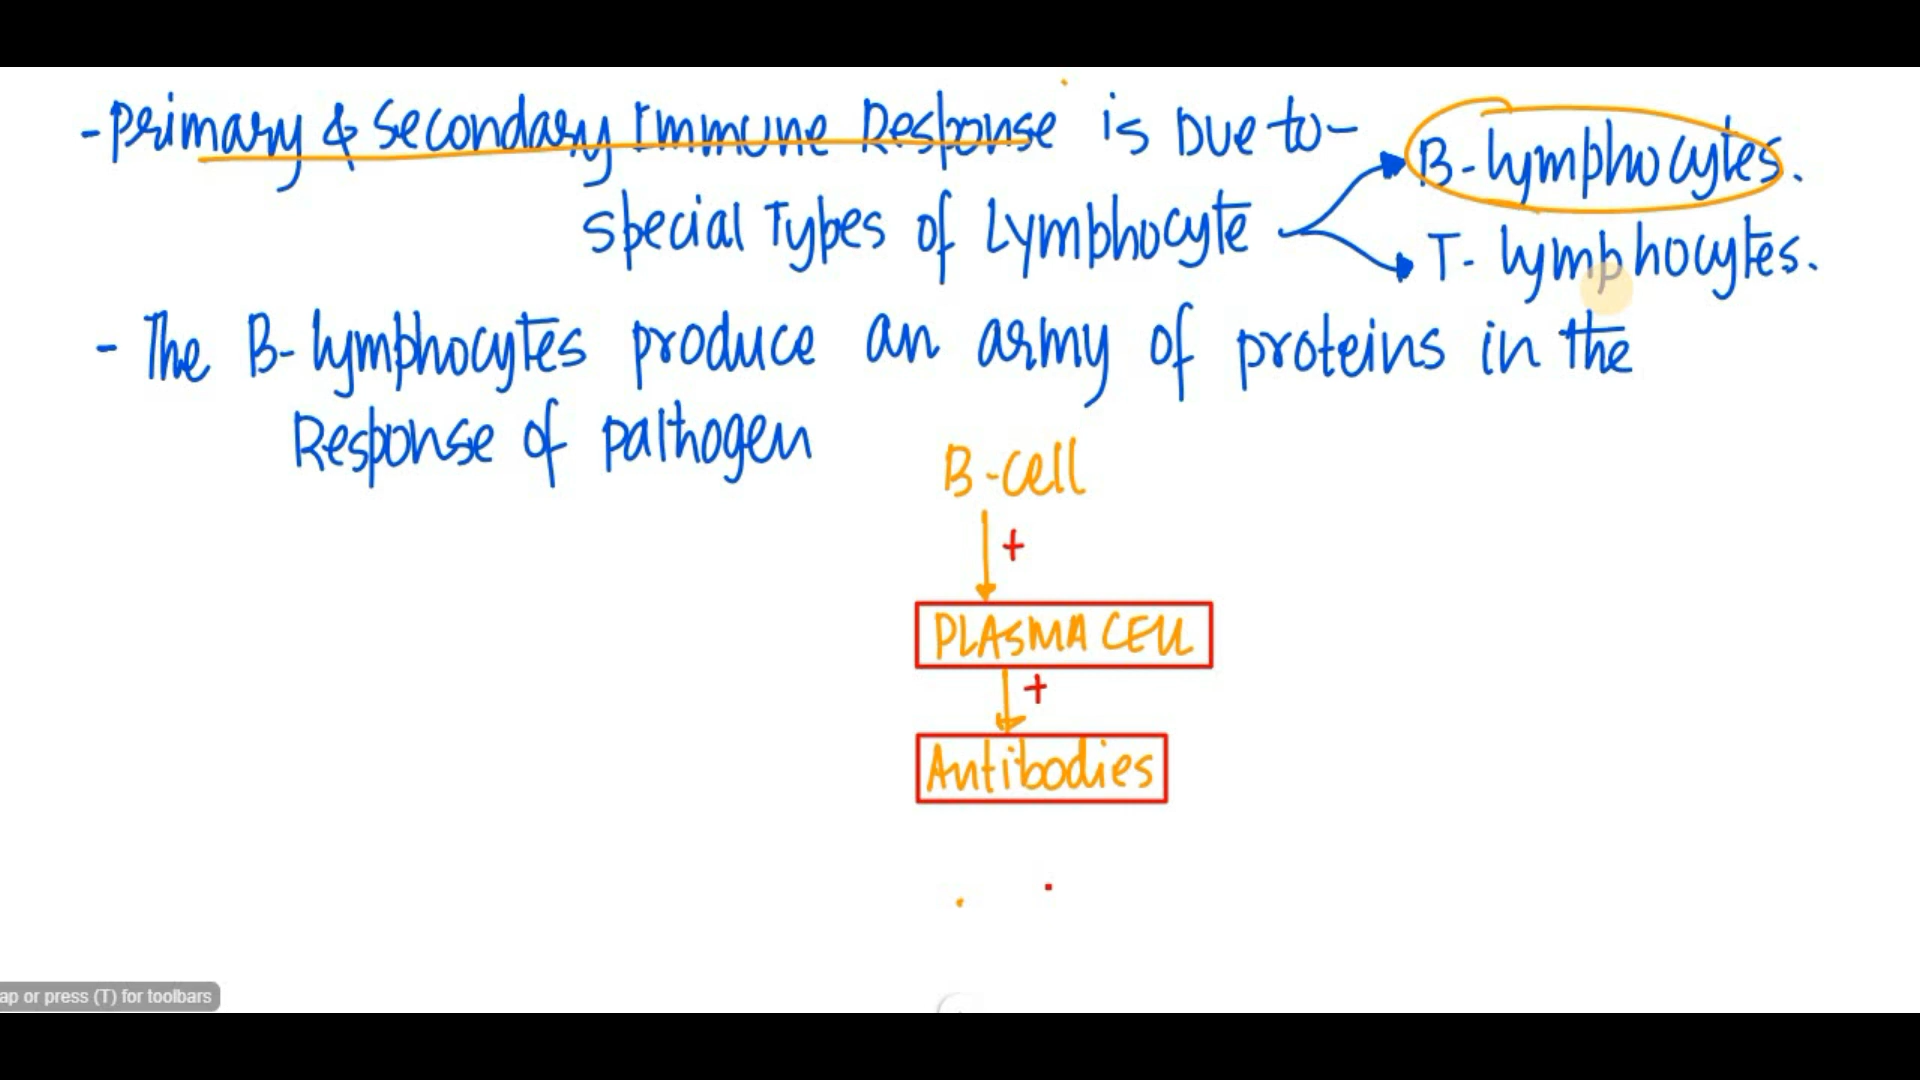 - Primary & Secondary Immune Response is Due to -
B-lymphocytes.
special Types of Lymphocyte
T-lymphocytes.
- The B-lymphocytes produce an army of proteins in the
Response of pathogen
B-cell
+
PLASMA CELL
+
Antibodies
ap or press (T) for toolbars